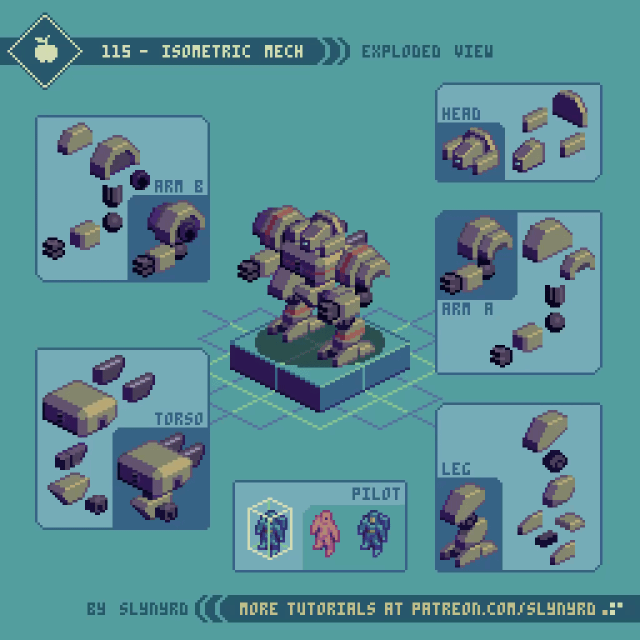 115 - ISOMETRIC MECH
EXPLODED VIEW
HEAD
ARM B
ARM A
TORSO
LEG
PILOT
BY SLYNYRD
MORE TUTORIALS AT PATREON.COM/SLYNYRD